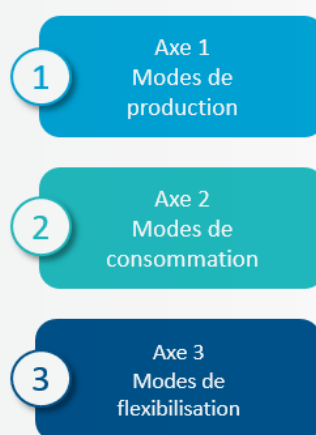 1
Axe 1
Modes de
production
2
Axe 2
Modes de
consommation
3
Axe 3
Modes de
flexibilisation